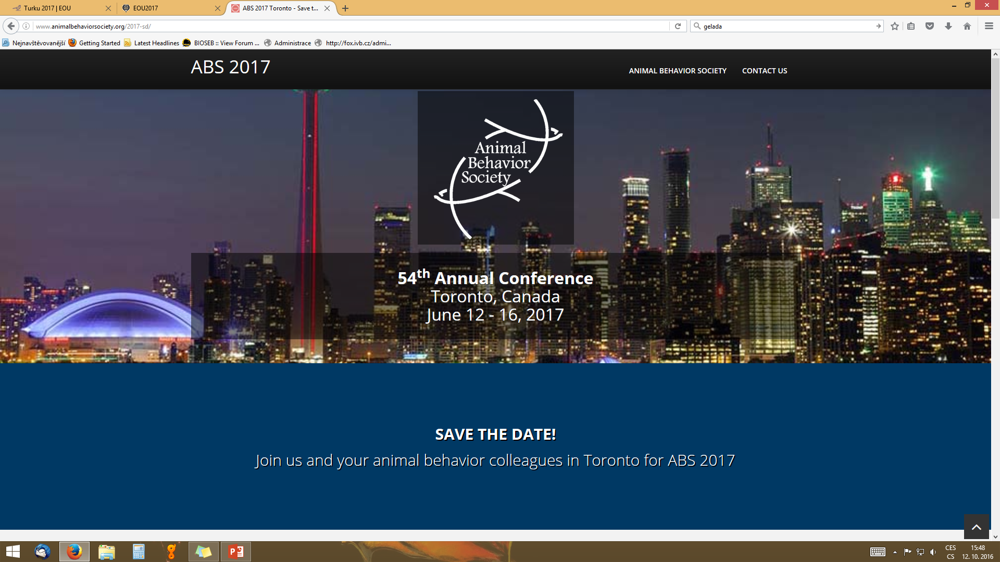 Turku 2017 | EOU
EOU2017
ABS 2017 Toronto - Save t...
www.animalbehaviorsociety.org/2017-sd/
gelada
Nejnavštěvovanější
Getting Started
Latest Headlines
BIOSEB :: View Forum ...
Administrace
http://fox.ivb.cz/admi...
ABS 2017
ANIMAL BEHAVIOR SOCIETY
CONTACT US
Animal
Behavior
Society
54th Annual Conference
Toronto, Canada
June 12 - 16, 2017
SAVE THE DATE!
Join us and your animal behavior colleagues in Toronto for ABS 2017
CES
CS
15:48
12. 10. 2016